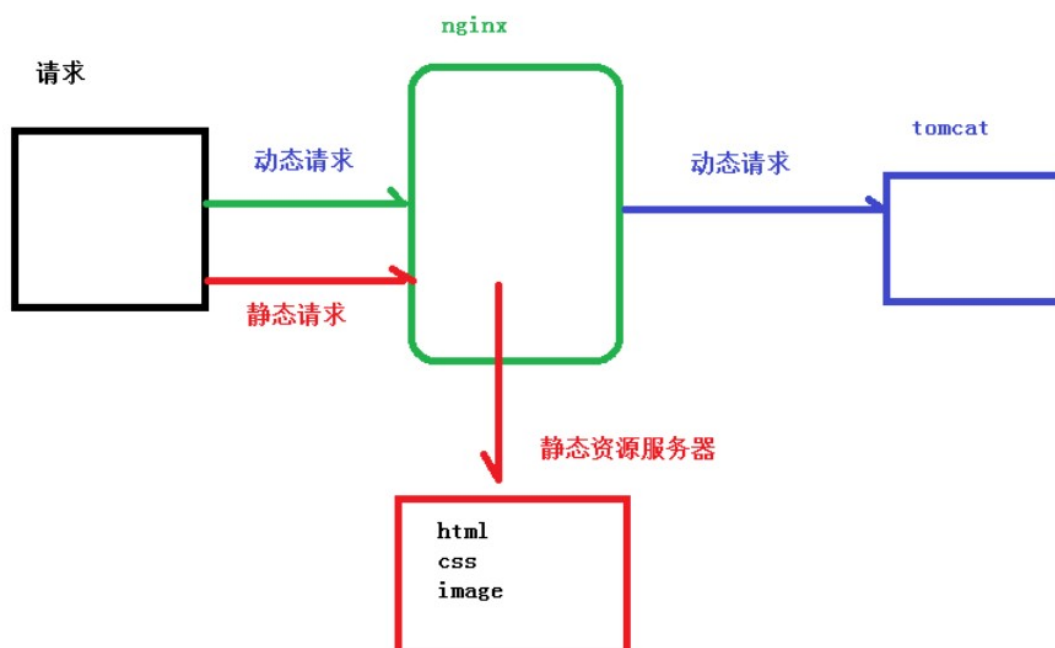 nginx
请求
tomcat
动态请求
动态请求
静态请求
静态资源服务器
html
css
image